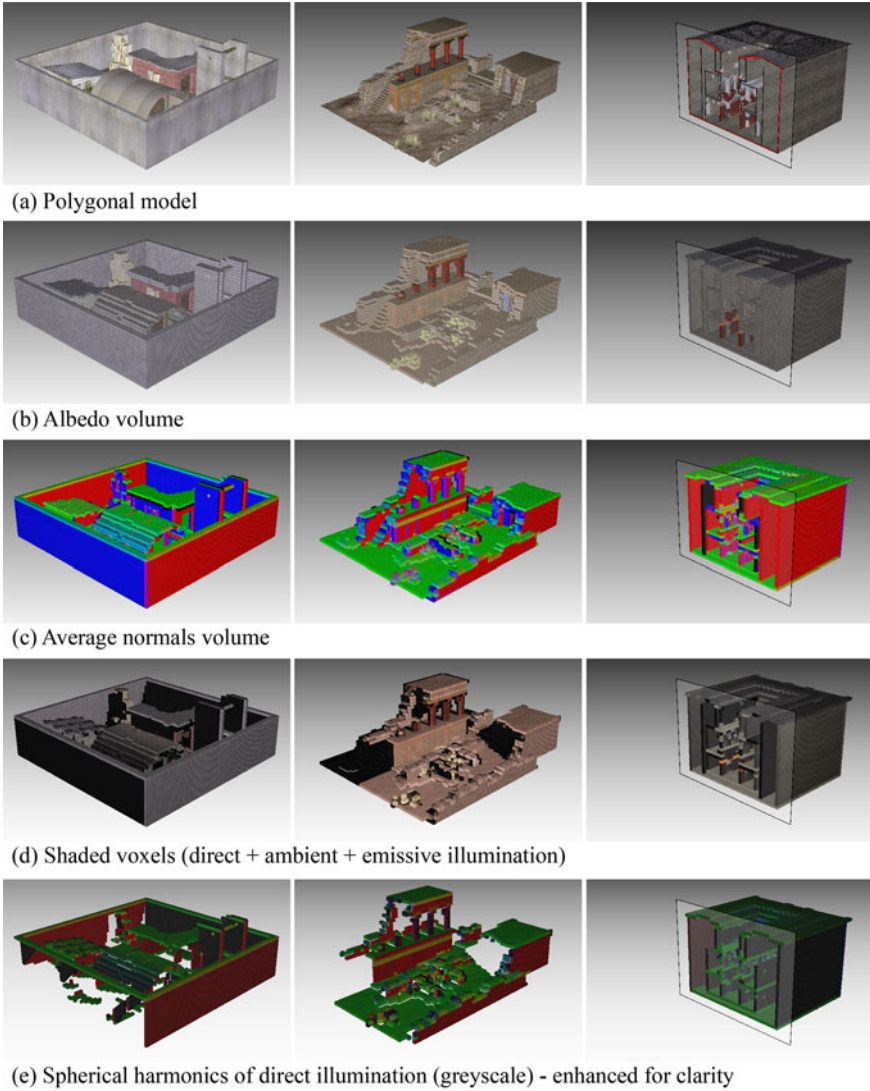 (a) Polygonal model
(b) Albedo volume
(c) Average normals volume
(d) Shaded voxels (direct + ambient + emissive illumination)
(e) Spherical harmonics of direct illumination (greyscale) - enhanced for clarity